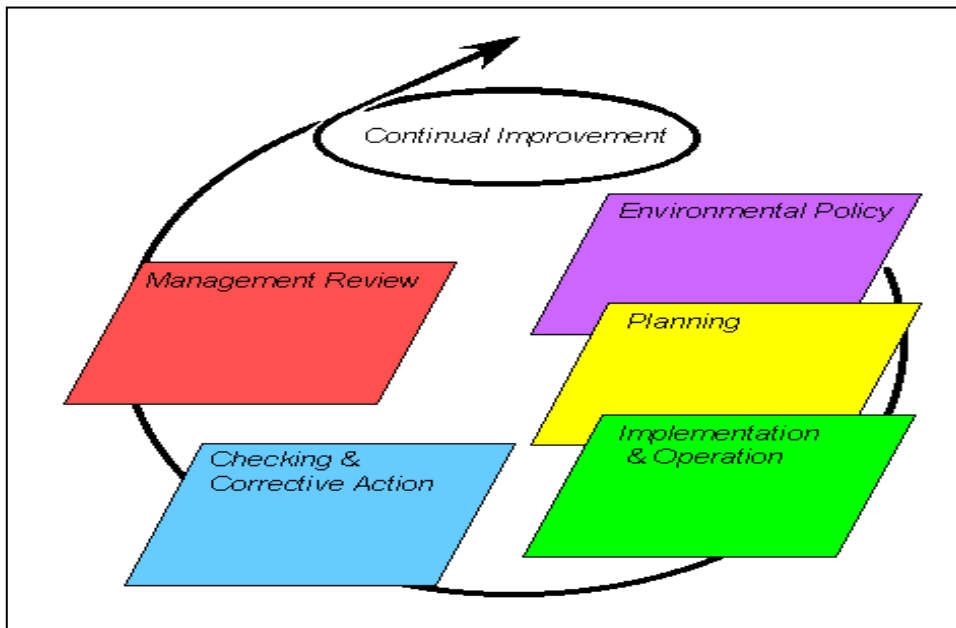 Continual Improvement
Environmental Policy
Management Review
Planning
Implementation
& Operation
Checking &
Corrective Action